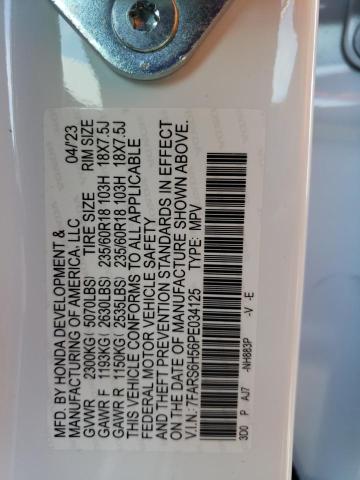 MFD. BY HONDA DEVELOPMENT &
MANUFACTURING OF AMERICA, LLC 04/23
GVWR 2300KG ( 5070LBS) TIRE SIZE RIM SIZE
GAWR F 1193KG ( 2630LBS) 235/60R18 103H 18X7.5J
GAWR R 1150KG ( 2535LBS) 235/60R18 103H 18X7.5J
THIS VEHICLE CONFORMS TO ALL APPLICABLE
FEDERAL MOTOR VEHICLE SAFETY
AND THEFT PREVENTION STANDARDS IN EFFECT
ON THE DATE OF MANUFACTURE SHOWN ABOVE.
V.I.N.: 7FARS6H56PE034125 TYPE: MPV
3D0 P AJ7 -NH883P -V -E